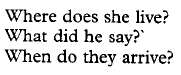 Where does she live?
What did he say?`
When do they arrive?